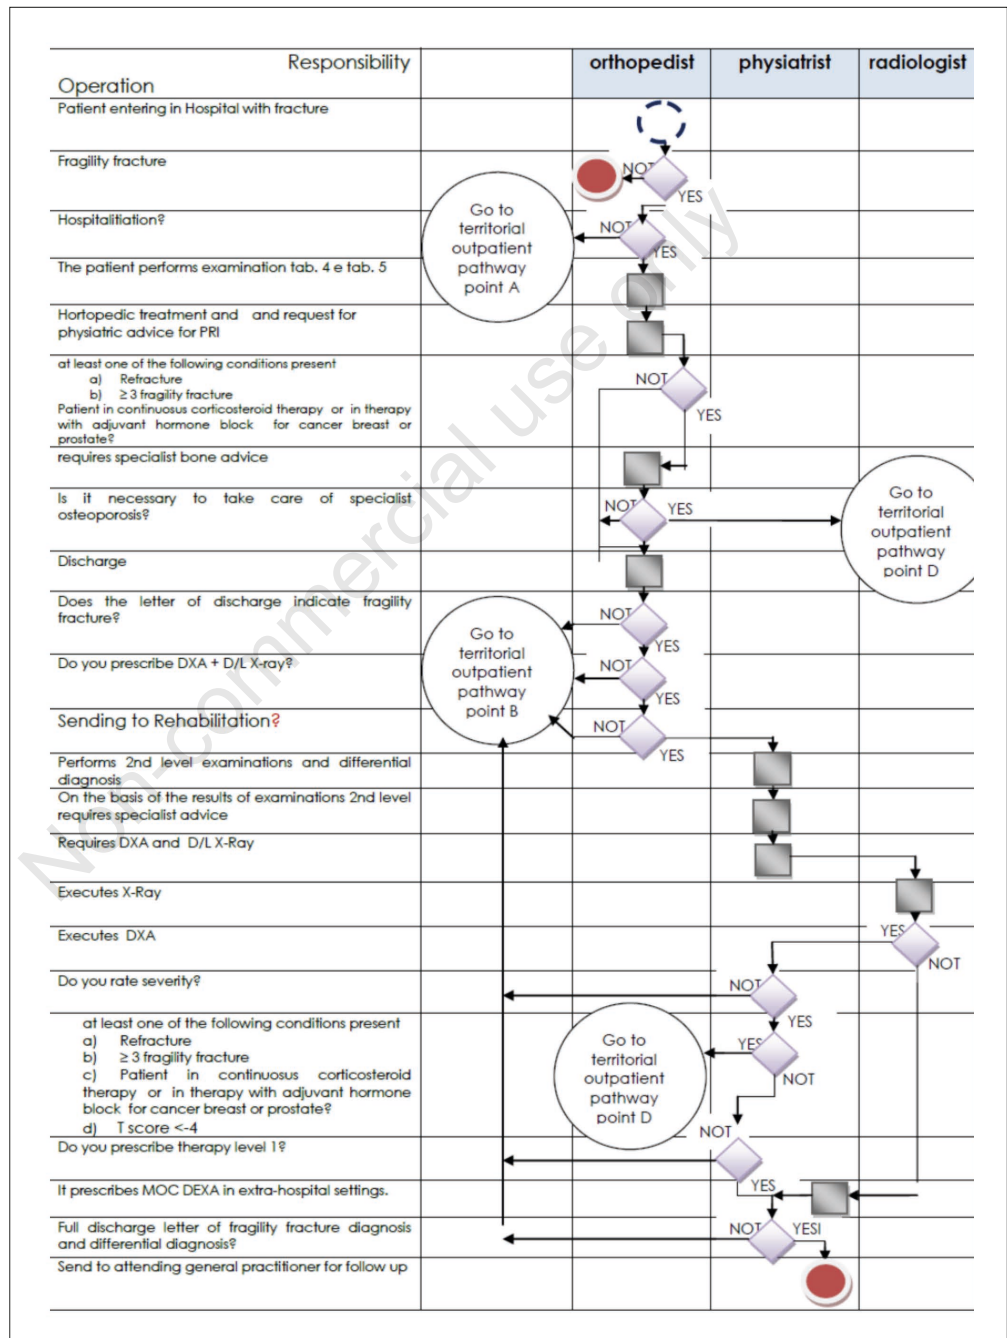 Responsibility
Operation
orthopedist
physiatrist
radiologist
Patient entering in Hospital with fracture
Fragility fracture
NOT
YES
Go to
territorial
outpatient
pathway
point A
Hospitalitiation?
NOT
YES
The patient performs examination tab. 4 e tab. 5
Hortopedic treatment and and request for
physiatric advice for PRI
at least one of the following conditions present
a) Refracture
b) ≥ 3 fragility fracture
Patient in continuosus corticosteroid therapy or in therapy
with adjuvant hormone block for cancer breast or
prostate?
NOT
YES
requires specialist bone advice
Is it necessary to take care of specialist
osteoporosis?
NOT
YES
Go to
territorial
outpatient
pathway
point D
Discharge
Does the letter of discharge indicate fragility
fracture?
NOT
YES
Go to
territorial
outpatient
pathway
point B
Do you prescribe DXA + D/L X-ray?
NOT
YES
Sending to Rehabilitation?
NOT
YES
Performs 2nd level examinations and differential
diagnosis
On the basis of the results of examinations 2nd level
requires specialist advice
Requires DXA and D/L X-Ray
Executes X-Ray
Executes DXA
YES
NOT
Do you rate severity?
NOT
YES
at least one of the following conditions present
a) Refracture
b) ≥ 3 fragility fracture
c) Patient in continuosus corticosteroid
therapy or in therapy with adjuvant hormone
block for cancer breast or prostate?
d) T score <-4
YES
NOT
Go to
territorial
outpatient
pathway
point D
Do you prescribe therapy level 1?
NOT
YES
It prescribes MOC DEXA in extra-hospital settings.
Full discharge letter of fragility fracture diagnosis
and differential diagnosis?
NOT
YESI
Send to attending general practitioner for follow up
Non-commercial use only